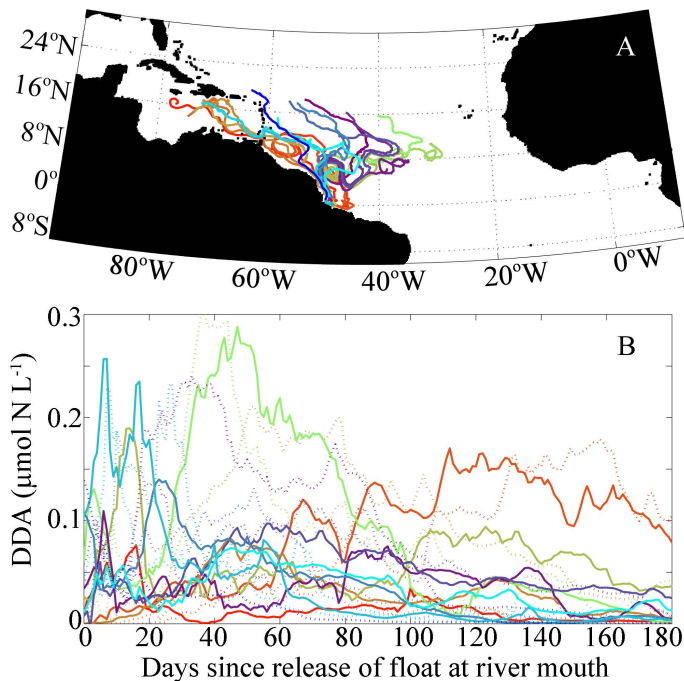 A
24°N
16°N
8°N
0°
8°S
80°W
60°W
40°W
20°W
0°W
B
0.3
0.2
0.1
0
DDA (µmol N L⁻¹)
0 20 40 60 80 100 120 140 160 180
Days since release of float at river mouth